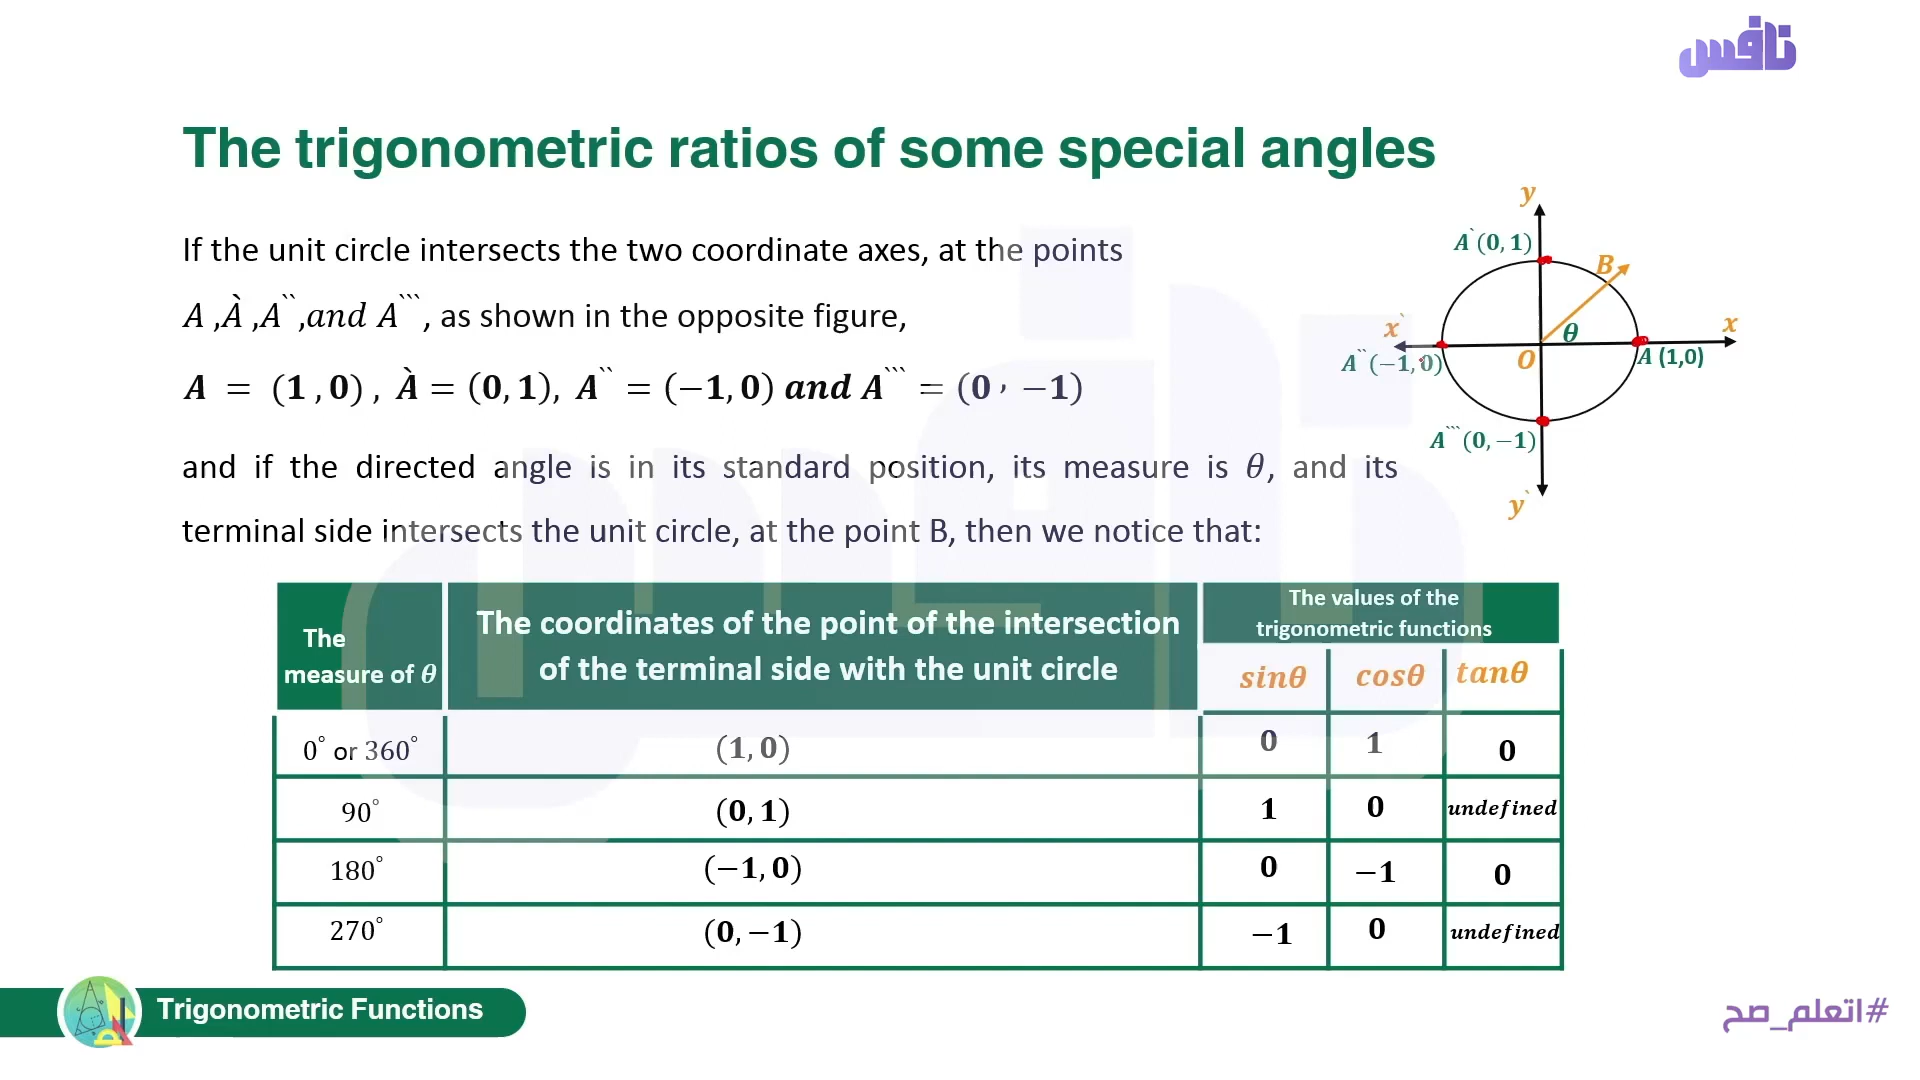 نافس
The trigonometric ratios of some special angles
If the unit circle intersects the two coordinate axes, at the points
A ,À ,A``,and A```, as shown in the opposite figure,
A = (1 ,0) , À = (0, 1), A`` = (−1, 0) and A``` = (0 , −1)
and if the directed angle is in its standard position, its measure is θ, and its
terminal side intersects the unit circle, at the point B, then we notice that:
y
A`(0, 1)
B
x`
x
θ
O
A``(−1, 0)
A (1,0)
A```(0, −1)
y`
The measure of θ
The coordinates of the point of the intersection
of the terminal side with the unit circle
The values of the
trigonometric functions
sinθ cosθ tanθ
0° or 360° (1, 0) 0 1 0
90° (0, 1) 1 0 undefined
180° (−1, 0) 0 −1 0
270° (0, −1) −1 0 undefined
Trigonometric Functions
#اتعلم_صح